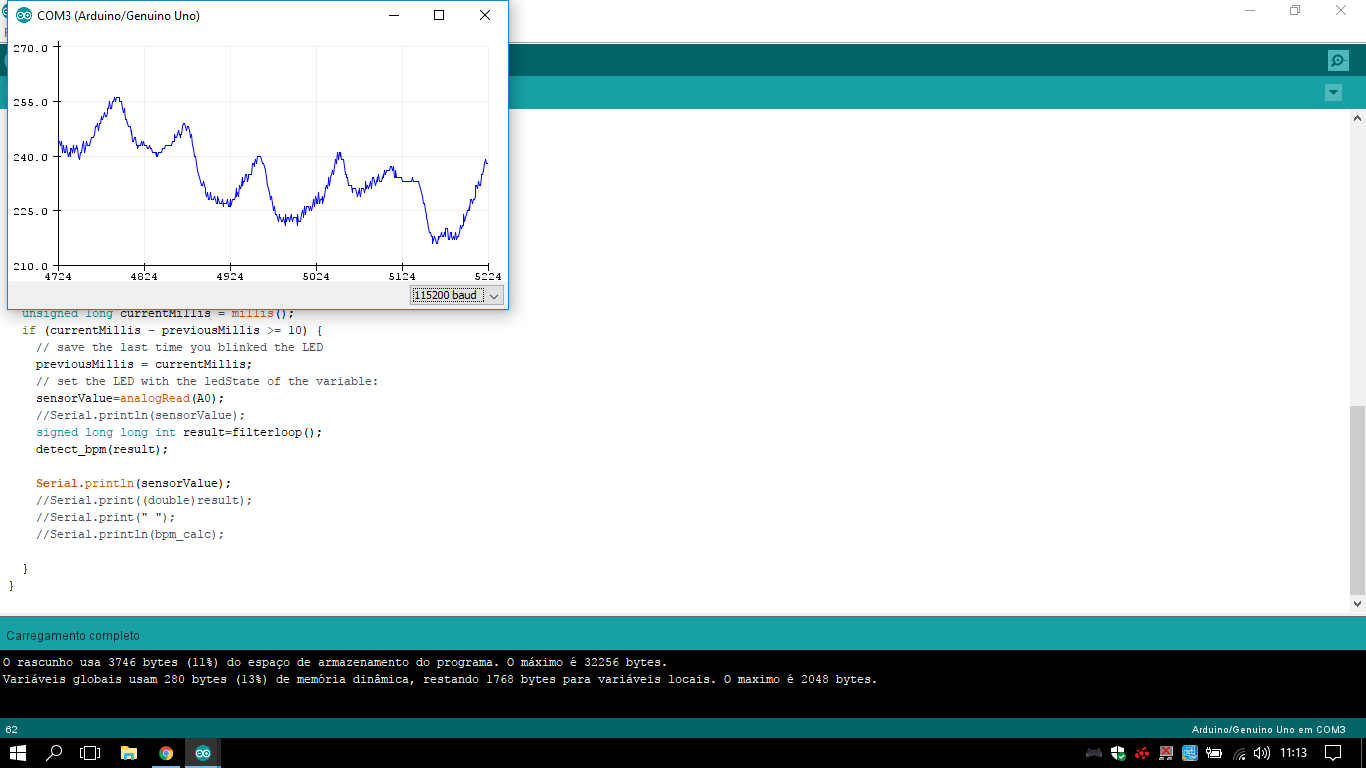 COM3 (Arduino/Genuino Uno)
270.0
255.0
240.0
225.0
210.0
4724 4824 4924 5024 5124 5224
115200 baud
unsigned long currentMillis = millis();
if (currentMillis - previousMillis >= 10) {
// save the last time you blinked the LED
previousMillis = currentMillis;
// set the LED with the ledState of the variable:
sensorValue=analogRead(A0);
//Serial.println(sensorValue);
signed long long int result=filterloop();
detect_bpm(result);
Serial.println(sensorValue);
//Serial.print((double)result);
//Serial.print(" ");
//Serial.println(bpm_calc);
}
}
Carregamento completo
O rascunho usa 3746 bytes (11%) do espaço de armazenamento do programa. O máximo é 32256 bytes.
Variáveis globais usam 280 bytes (13%) de memória dinâmica, restando 1768 bytes para variáveis locais. O maximo é 2048 bytes.
62 Arduino/Genuino Uno em COM3
11:13